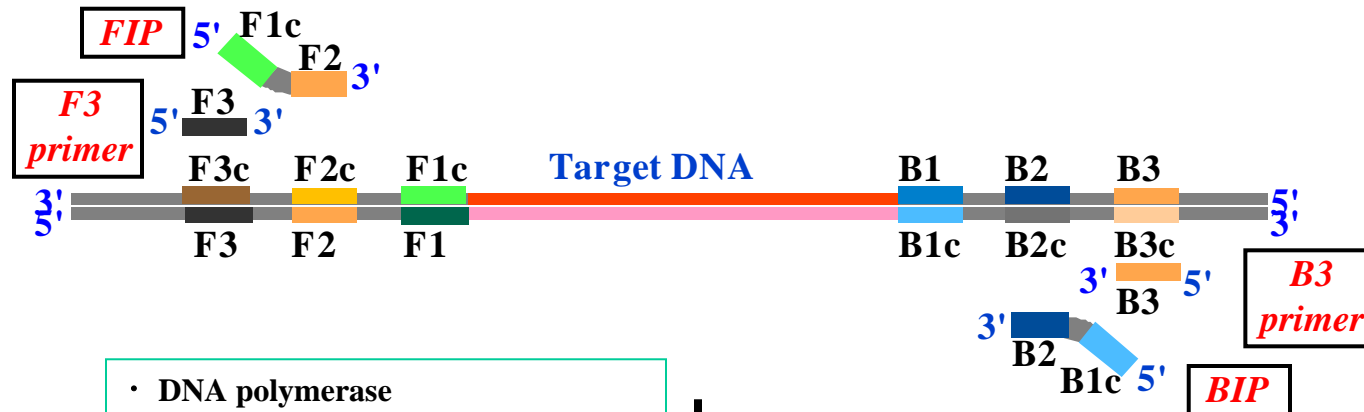 FIP 5' F1c F2 3'
F3 primer 5' F3 3'
F3c F2c F1c Target DNA B1 B2 B3
3' 5'
5' 3'
F3 F2 F1 B1c B2c B3c
3' B3 5' B3 primer
3' B2 B1c 5' BIP
· DNA polymerase